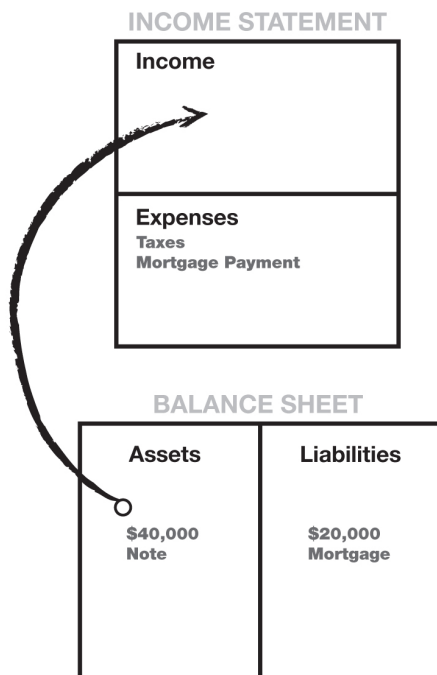 INCOME STATEMENT
Income
Expenses
Taxes
Mortgage Payment
BALANCE SHEET
Assets
$40,000
Note
Liabilities
$20,000
Mortgage